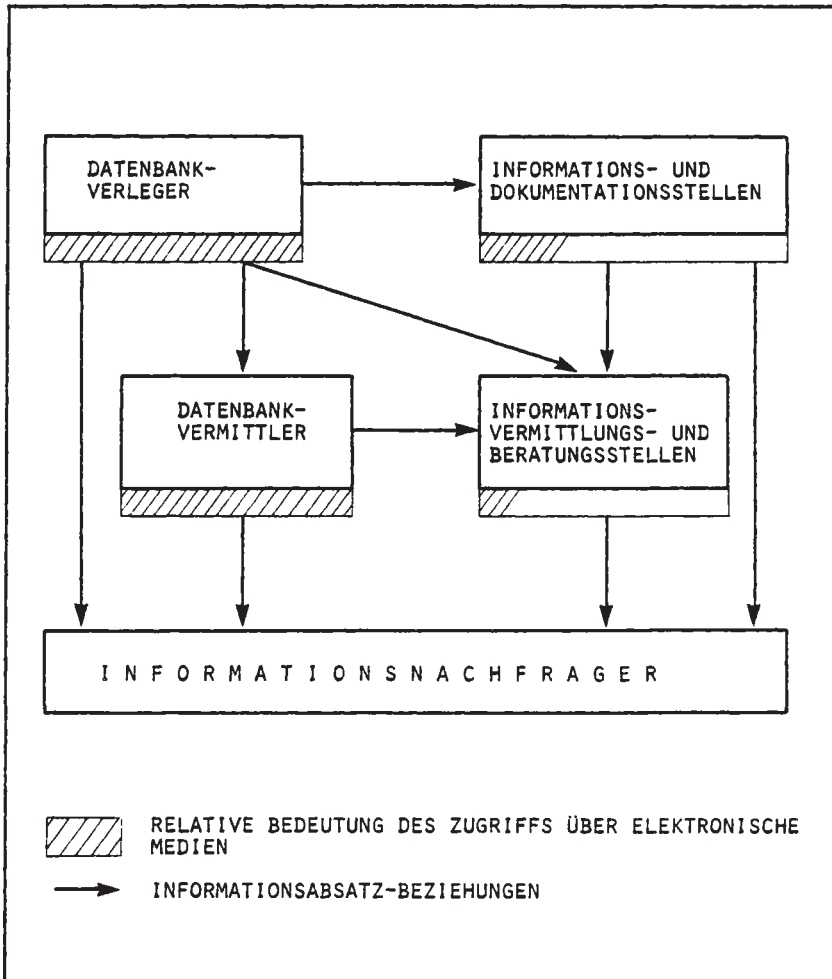 DATENBANK-
VERLEGER
INFORMATIONS- UND
DOKUMENTATIONSSTELLEN
DATENBANK-
VERMITTLER
INFORMATIONS-
VERMITTLUNGS- UND
BERATUNGSSTELLEN
INFORMATIONSNACHFRAGER
RELATIVE BEDEUTUNG DES ZUGRIFFS ÜBER ELEKTRONISCHE
MEDIEN
INFORMATIONSABSATZ-BEZIEHUNGEN